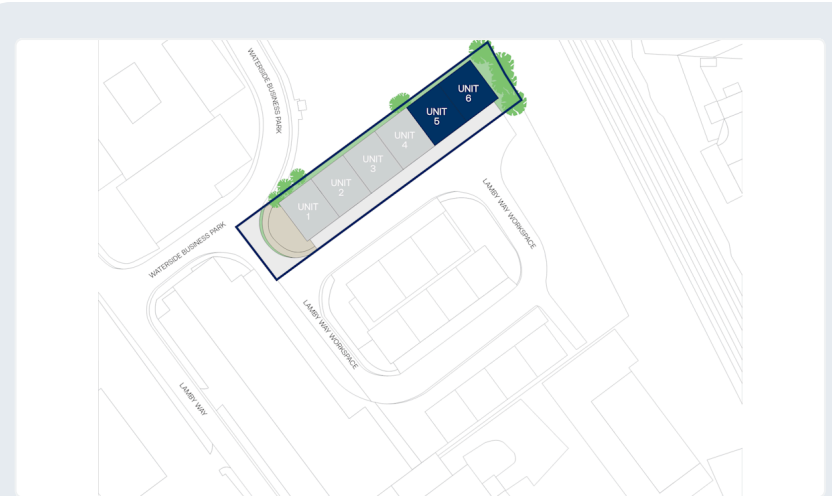 WATERSIDE BUSINESS PARK
UNIT
6
UNIT
5
UNIT
4
UNIT
3
UNIT
2
UNIT
1
LAMBY WAY WORKSPACE
WATERSIDE BUSINESS PARK
LAMBY WAY WORKSPACE
LAMBY WAY